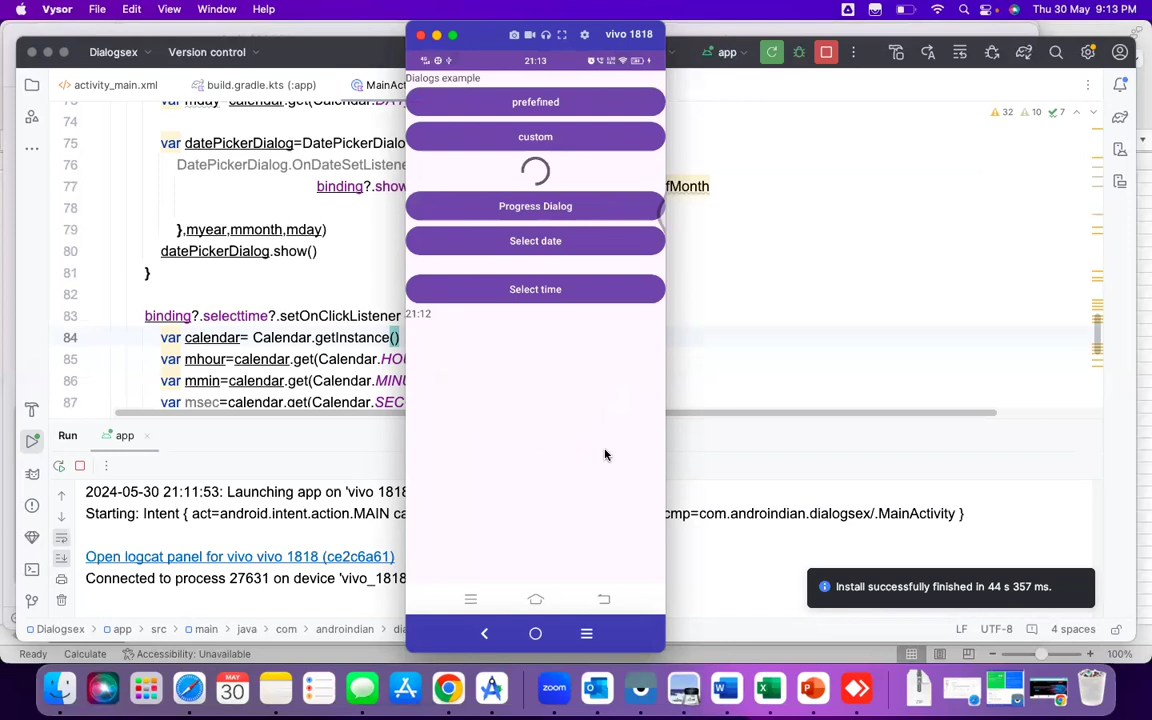 Vysor File Edit View Window Help
Thu 30 May 9:13 PM
Dialogsex Version control
vivo 1818
app
activity_main.xml build.gradle.kts (:app) MainAct
21:13
Dialogs example
prefefined
custom
Progress Dialog
Select date
Select time
21:12
32 10 7
74
75 var datePickerDialog=DatePickerDialo
76 DatePickerDialog.OnDateSetListene
77 binding?.show fMonth
78
79 },myear,mmonth,mday)
80 datePickerDialog.show()
81 }
82
83 binding?.selecttime?.setOnClickListener
84 var calendar= Calendar.getInstance()
85 var mhour=calendar.get(Calendar.HOU
86 var mmin=calendar.get(Calendar.MINU
87 var msec=calendar.get(Calendar.SEC
Run app
2024-05-30 21:11:53: Launching app on 'vivo 1818
Starting: Intent { act=android.intent.action.MAIN ca cmp=com.androindian.dialogsex/.MainActivity }
Open logcat panel for vivo vivo 1818 (ce2c6a61)
Connected to process 27631 on device 'vivo_1818
Install successfully finished in 44 s 357 ms.
Dialogsex app src main java com androindian dia
LF UTF-8 4 spaces
Ready Calculate Accessibility: Unavailable
100%
MAY
30
zoom